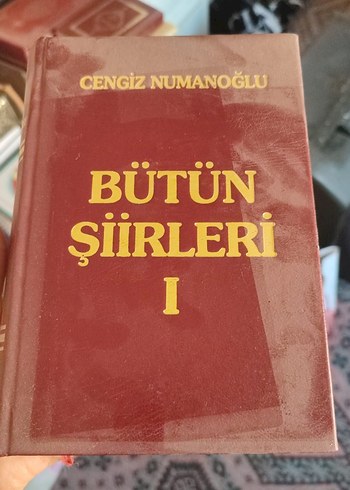 CENGİZ NUMANOĞLU
BÜTÜN
ŞİİRLERİ
I